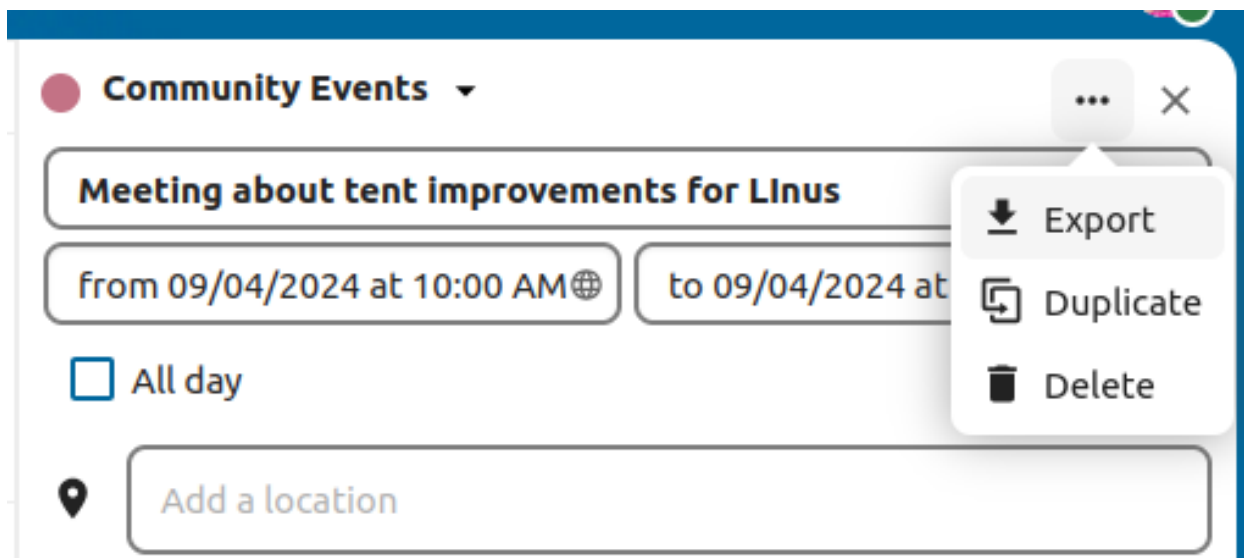 Community Events
Meeting about tent improvements for LInus
Export
from 09/04/2024 at 10:00 AM to 09/04/2024 at
Duplicate
All day
Delete
Add a location